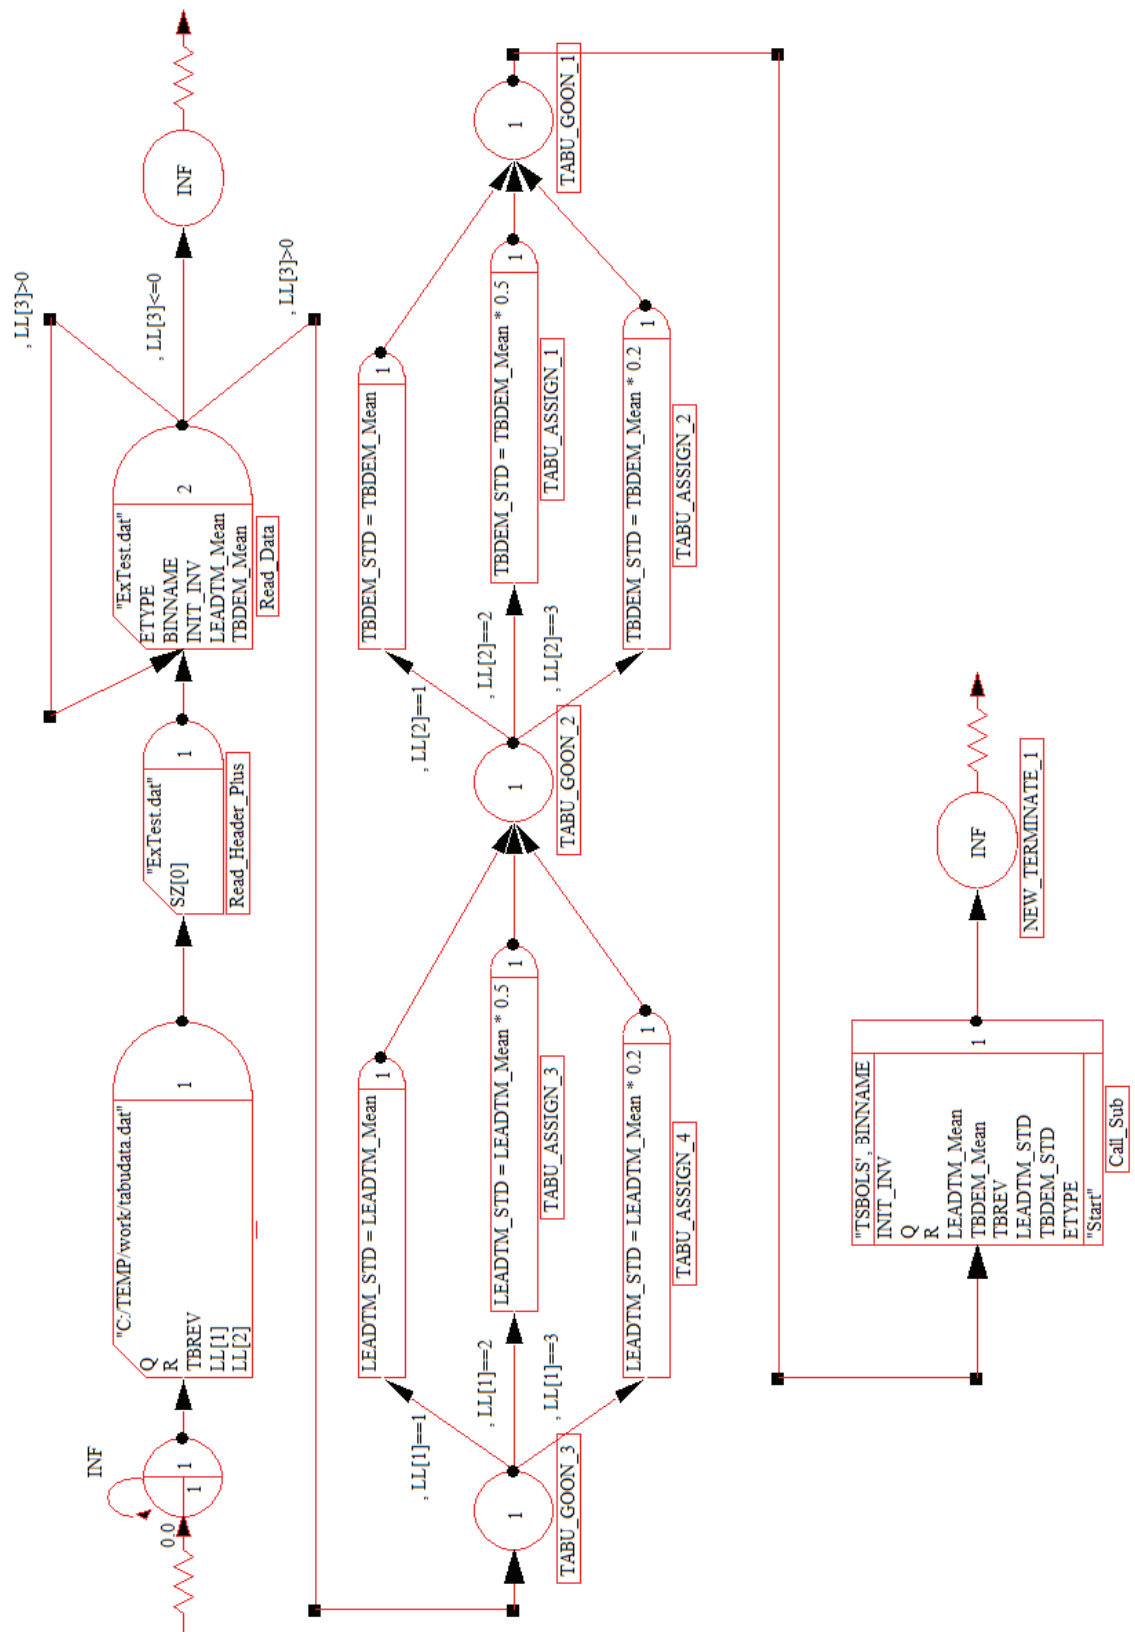 INF
0.0
1
1
"C:/TEMP/work/tabudata.dat"
Q
R
TBREV
LL[1]
LL[2]
1
"ExTest.dat"
SZ[0]
1
Read_Header_Plus
"ExTest.dat"
ETYPE
BINNAME
INIT_INV
LEADTM_Mean
TBDEM_Mean
2
Read_Data
, LL[3]>0
, LL[3]<=0
, LL[3]>0
INF
1
TABU_GOON_3
, LL[1]==1
, LL[1]==2
, LL[1]==3
LEADTM_STD = LEADTM_Mean
1
LEADTM_STD = LEADTM_Mean * 0.5
1
TABU_ASSIGN_3
LEADTM_STD = LEADTM_Mean * 0.2
1
TABU_ASSIGN_4
1
TABU_GOON_2
, LL[2]==1
, LL[2]==2
, LL[2]==3
TBDEM_STD = TBDEM_Mean
1
TBDEM_STD = TBDEM_Mean * 0.5
1
TABU_ASSIGN_1
TBDEM_STD = TBDEM_Mean * 0.2
1
TABU_ASSIGN_2
1
TABU_GOON_1
"TSBOLS', BINNAME
INIT_INV
Q
R
LEADTM_Mean
TBDEM_Mean
TBREV
LEADTM_STD
TBDEM_STD
ETYPE
"Start"
1
Call_Sub
INF
NEW_TERMINATE_1